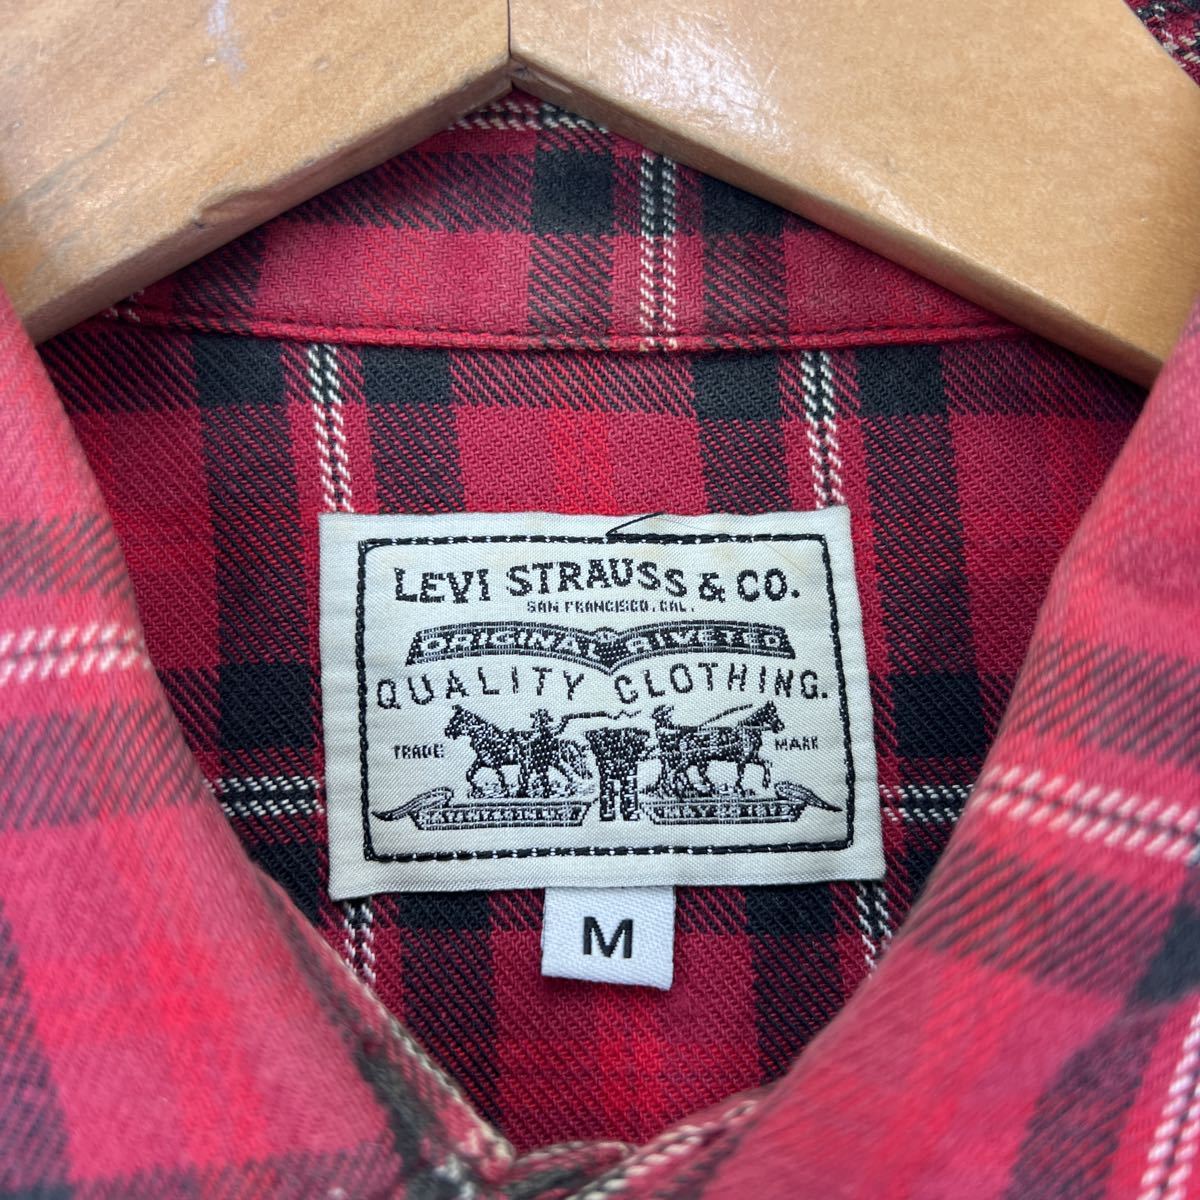 LEVI STRAUSS & CO.
SAN FRANCISCO, CAL.
ORIGINAL RIVETED
QUALITY CLOTHING.
TRADE MARK
M